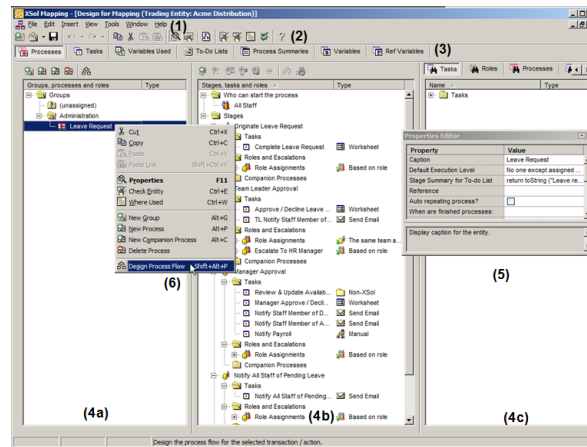 XSol Mapping - [Design for Mapping (Trading Entity: Acme Distribution)]
File Edit Insert View Tools Window Help
(1)
(2)
Processes Tasks Variables Used To-Do Lists Process Summaries Variables Ref Variables
(3)
Tasks Roles Processes
Groups, processes and roles Type
Groups
(unassigned)
Administration
Leave Request
Cut Ctrl+X
Copy Ctrl+C
Paste Ctrl+V
Paste Link Shift+Ctrl+V
Properties F11
Check Entity Ctrl+E
Where Used Ctrl+W
New Group Alt+G
New Process Alt+P
New Companion Process Alt+C
Delete Process
Design Process Flow Shift+Alt+P
(6)
(4a)
Stages, tasks and roles Type
Who can start the process
All Staff
Stages
Originate Leave Request
Tasks
Complete Leave Request Worksheet
Roles and Escalations
Role Assignments Based on role
Companion Processes
Team Leader Approval
Tasks
Approve / Decline Leave ... Worksheet
TL Notify Staff Member of... Send Email
Roles and Escalations
Role Assignments The same team a...
Escalate To HR Manager Based on role
Companion Processes
Manager Approval
Tasks
Review & Update Availab... Non-XSol
Manager Approve / Decli... Worksheet
Notify Staff Member of D... Send Email
Notify Staff Member of A... Send Email
Notify Payroll Manual
Roles and Escalations
Role Assignments Based on role
Companion Processes
Notify All Staff of Pending Leave
Tasks
Notify All Staff of Pending... Send Email
Roles and Escalations
Role Assignments Based on role
(4b)
Name Type
Tasks
Properties Editor
Property Value
Caption Leave Request
Default Execution Level No one except assigned ...
Stage Summary for To-do List return toString ("Leave re...
Reference
Auto repeating process?
When are finished processes:
Display caption for the entity.
(5)
(4c)
Design the process flow for the selected transaction / action.